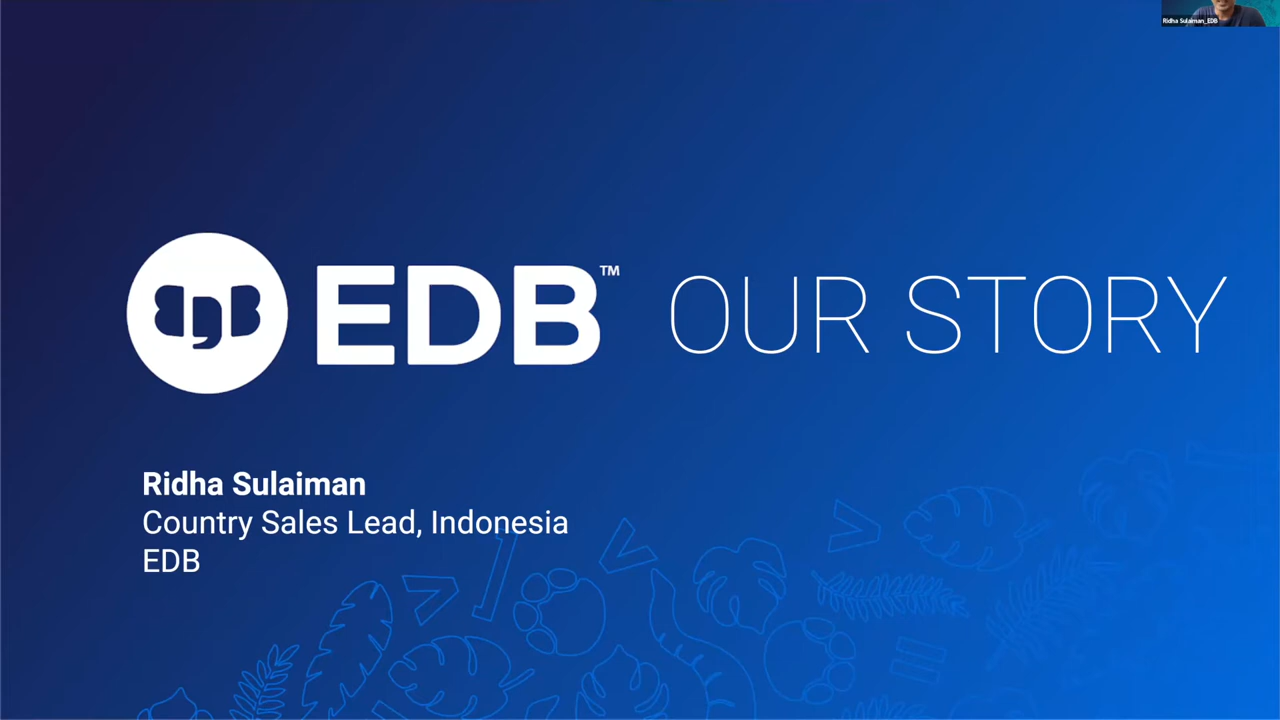 Ridha Sulaiman_EDB
EDB™ OUR STORY
Ridha Sulaiman
Country Sales Lead, Indonesia
EDB